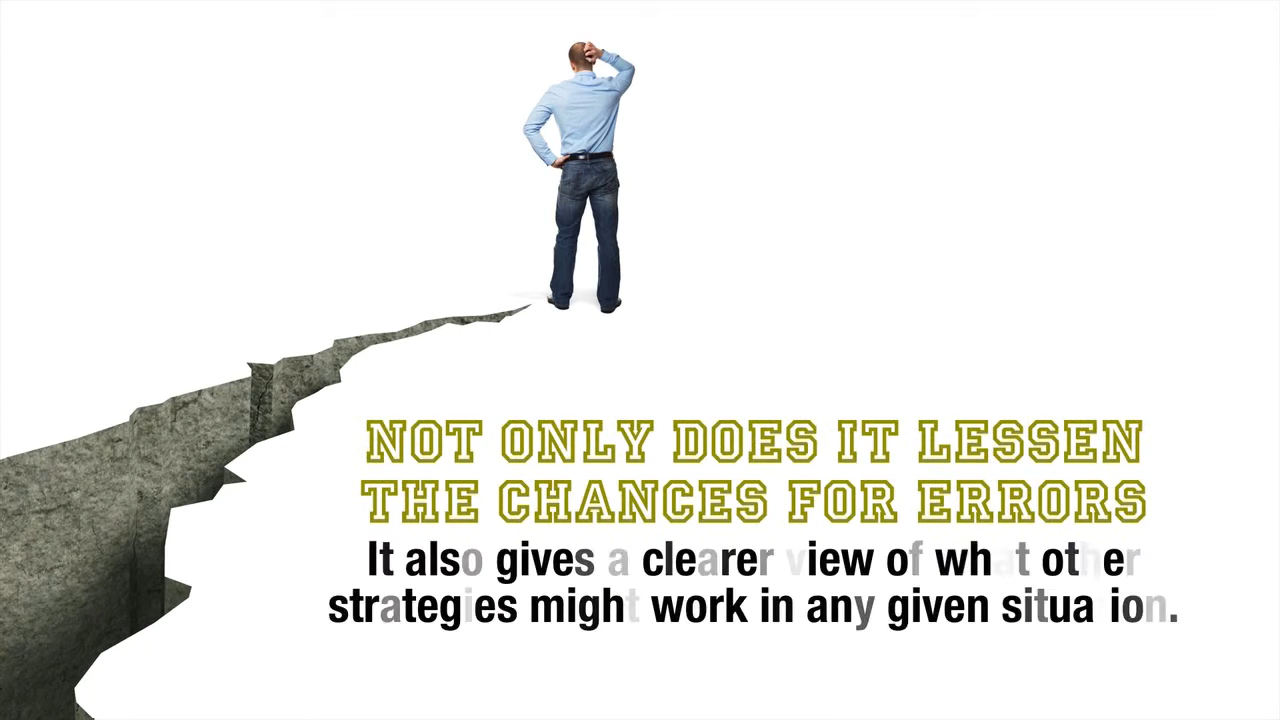 NOT ONLY DOES IT LESSEN
THE CHANCES FOR ERRORS
It also gives a clearer view of what other
strategies might work in any given situation.